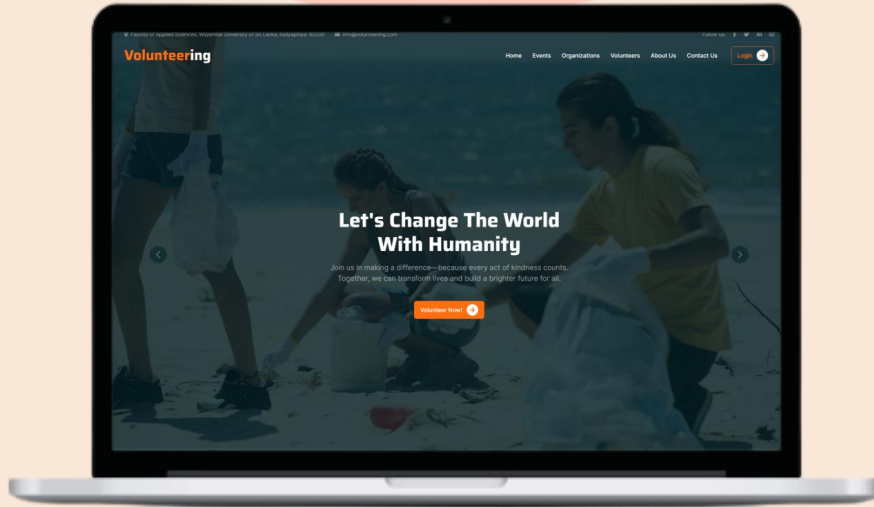 Faculty of Applied Sciences, Wayamba University of Sri Lanka, Kuliyapitiya, 60200 info@volunteering.com Follow us: f in
Volunteering Home Events Organizations Volunteers About Us Contact Us Login
Let's Change The World
With Humanity
Join us in making a difference—because every act of kindness counts.
Together, we can transform lives and build a brighter future for all.
Volunteer Now!